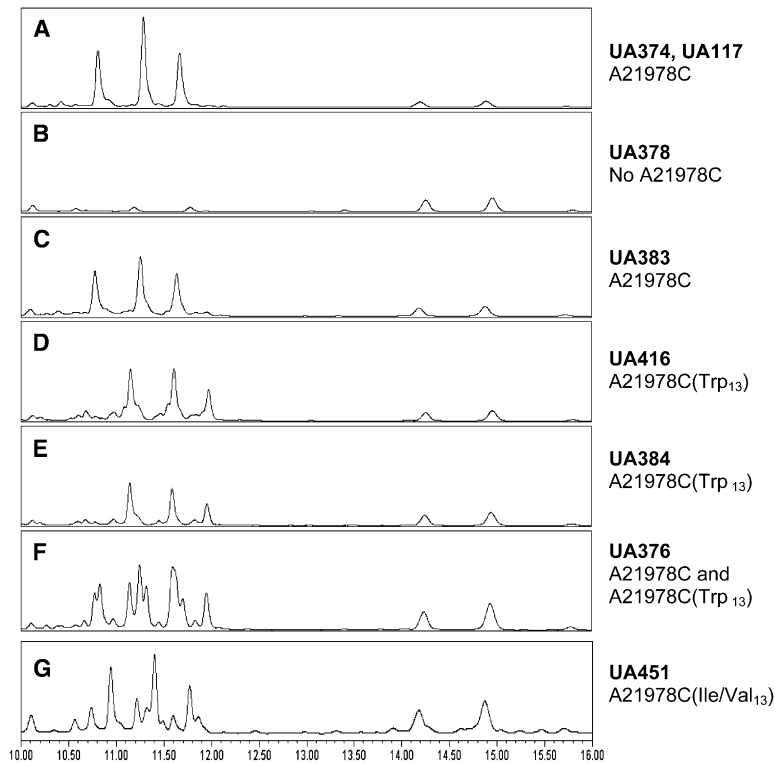 A
UA374, UA117
A21978C
B
UA378
No A21978C
C
UA383
A21978C
D
UA416
A21978C(Trp13)
E
UA384
A21978C(Trp 13)
F
UA376
A21978C and
A21978C(Trp 13)
G
UA451
A21978C(Ile/Val13)
10.00 10.50 11.00 11.50 12.00 12.50 13.00 13.50 14.00 14.50 15.00 15.50 16.00